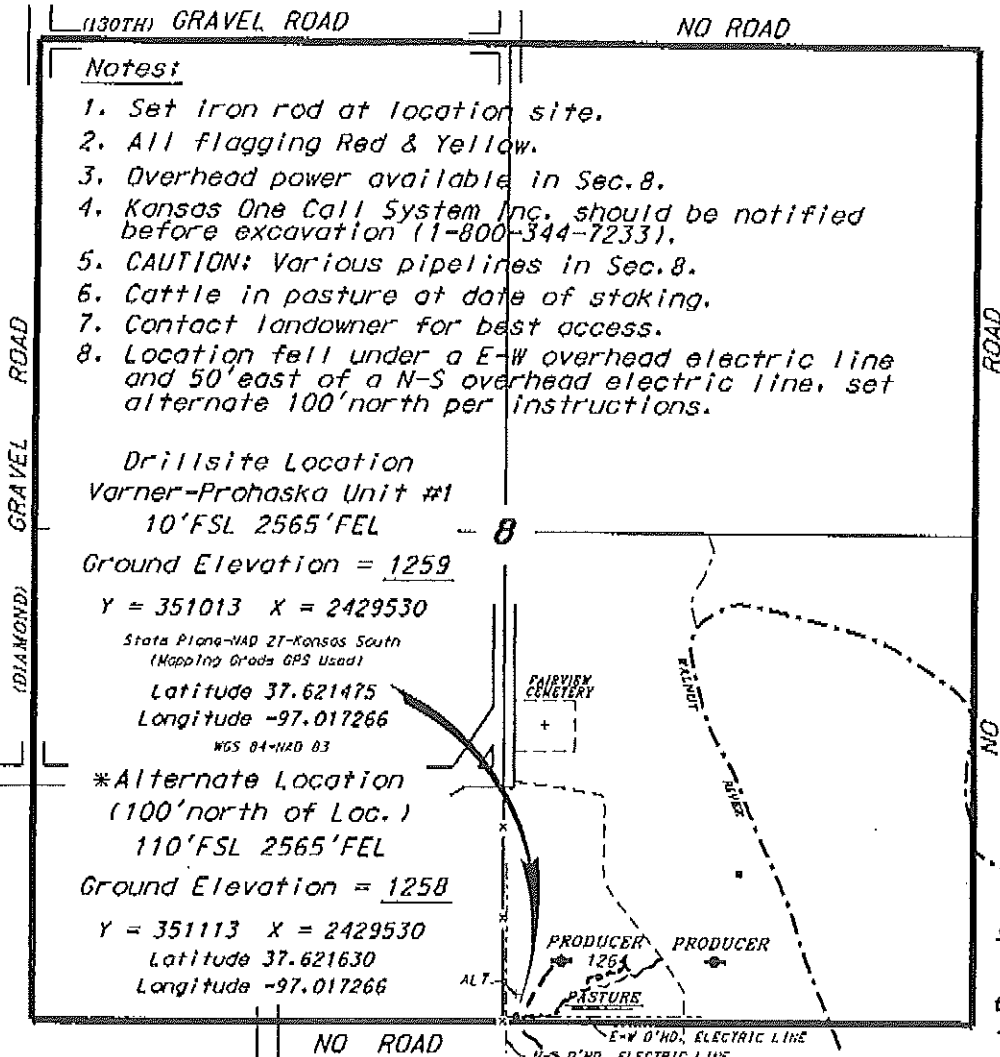 (130TH) GRAVEL ROAD
NO ROAD
Notes:
1. Set iron rod at location site.
2. All flagging Red & Yellow.
3. Overhead power available in Sec.8.
4. Kansas One Call System Inc. should be notified
before excavation (1-800-344-7233).
5. CAUTION: Various pipelines in Sec.8.
6. Cattle in pasture at date of staking.
7. Contact landowner for best access.
8. Location fell under a E-W overhead electric line
and 50'east of a N-S overhead electric line, set
alternate 100'north per instructions.
(DIAMOND) GRAVEL ROAD
NO ROAD
Drillsite Location
Varner-Prohaska Unit #1
10'FSL 2565'FEL
8
Ground Elevation = 1259
Y = 351013 X = 2429530
State Plane-NAD 27-Kansas South
(Mapping Grade GPS Used)
Latitude 37.621475
Longitude -97.017266
WGS 84-NAD 83
FAIRVIEW
CEMETERY
WALNUT
RIVER
*Alternate Location
(100'north of Loc.)
110'FSL 2565'FEL
Ground Elevation = 1258
Y = 351113 X = 2429530
Latitude 37.621630
Longitude -97.017266
PRODUCER
PRODUCER
1264
ALT.
PASTURE
NO ROAD
E-W O'HD. ELECTRIC LINE
N-S O'HD. ELECTRIC LINE